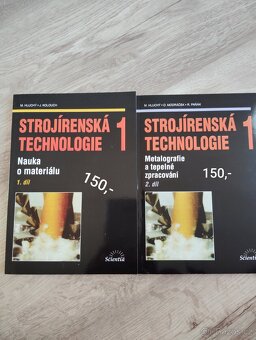 M. HLUCHÝ • J. KOLOUCH
STROJÍRENSKÁ
TECHNOLOGIE 1
Nauka
o materiálu
1. díl
150,-
Scientia
M. HLUCHÝ • O. MODRÁČEK • R. PAŇÁK
STROJÍRENSKÁ
TECHNOLOGIE 1
Metalografie
a tepelné
zpracování
2. díl
150,-
Scientia